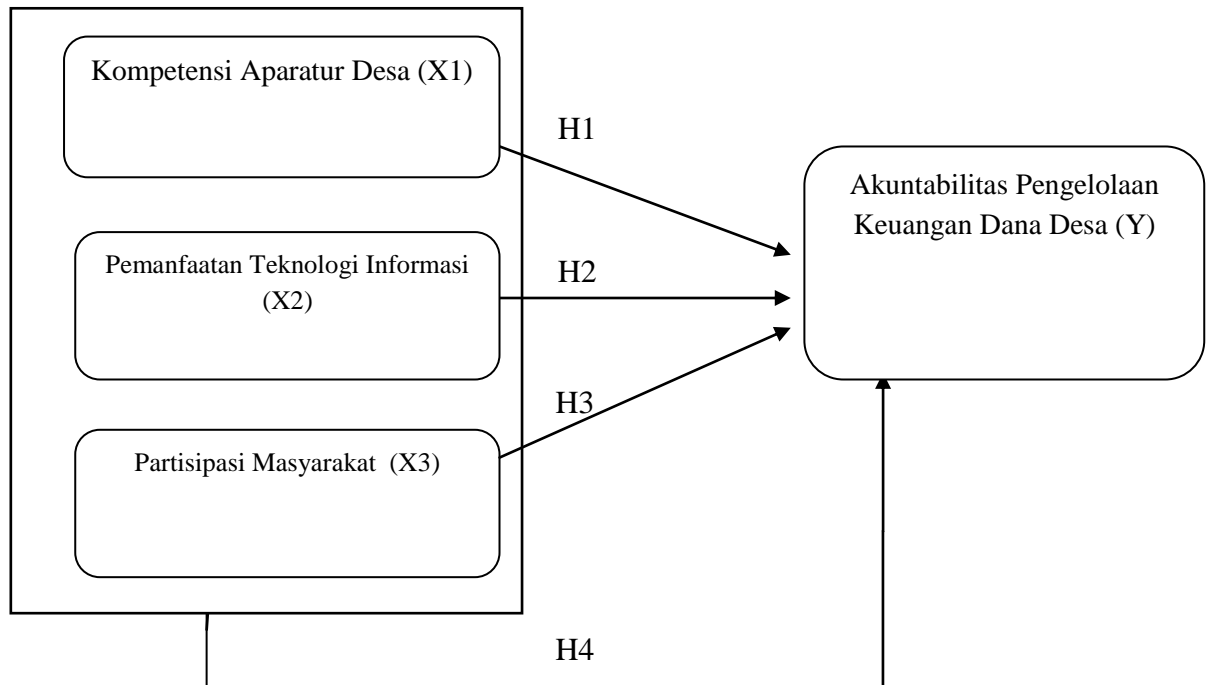 Kompetensi Aparatur Desa (X1)
H1
Akuntabilitas Pengelolaan
Keuangan Dana Desa (Y)
Pemanfaatan Teknologi Informasi
(X2)
H2
H3
Partisipasi Masyarakat (X3)
H4